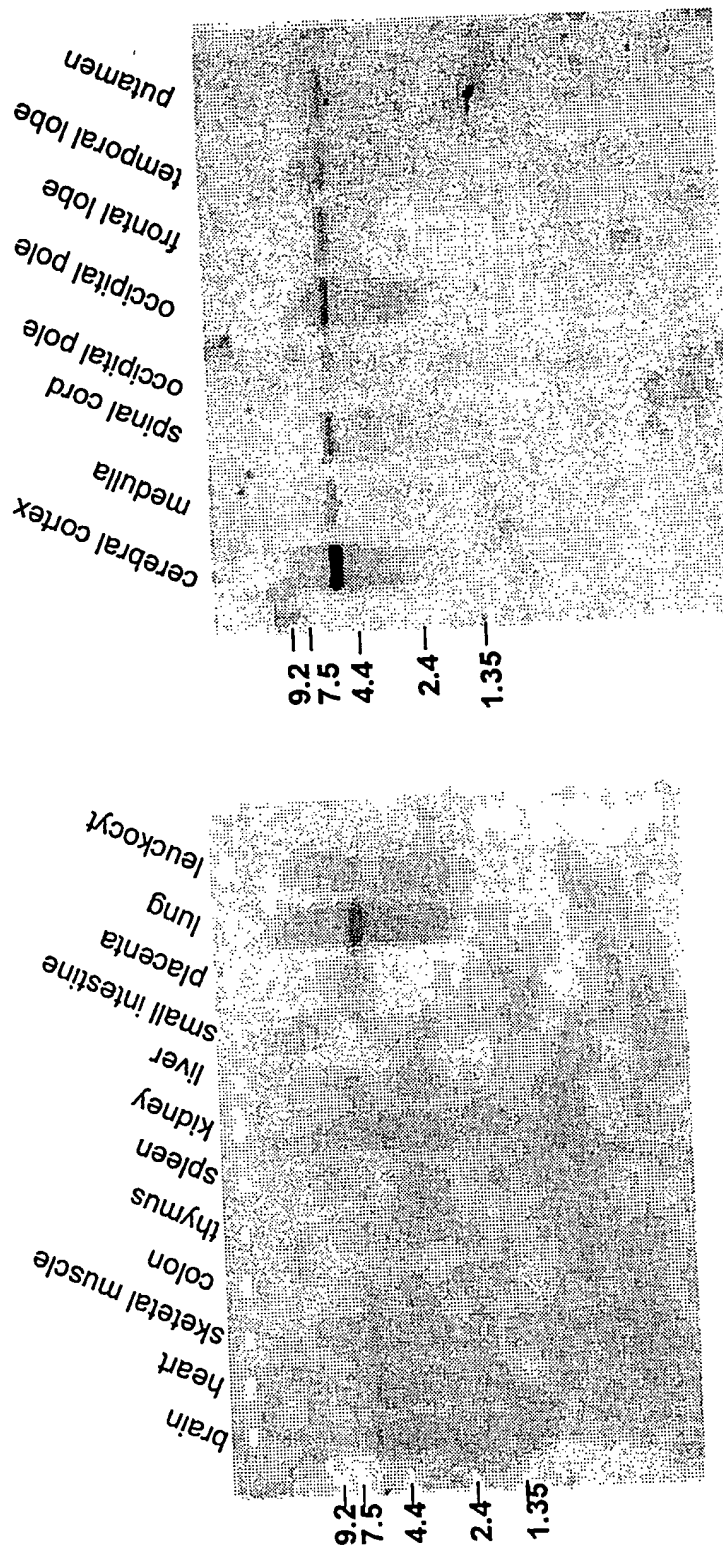 putamen
temporal lobe
frontal lobe
occipital pole
occipital pole
spinal cord
medulla
cerebral cortex
9.2
7.5
4.4
2.4
1.35
leuckocyt
lung
placenta
small intestine
liver
kidney
spleen
thymus
colon
sketetal muscle
heart
brain
9.2
7.5
4.4
2.4
1.35